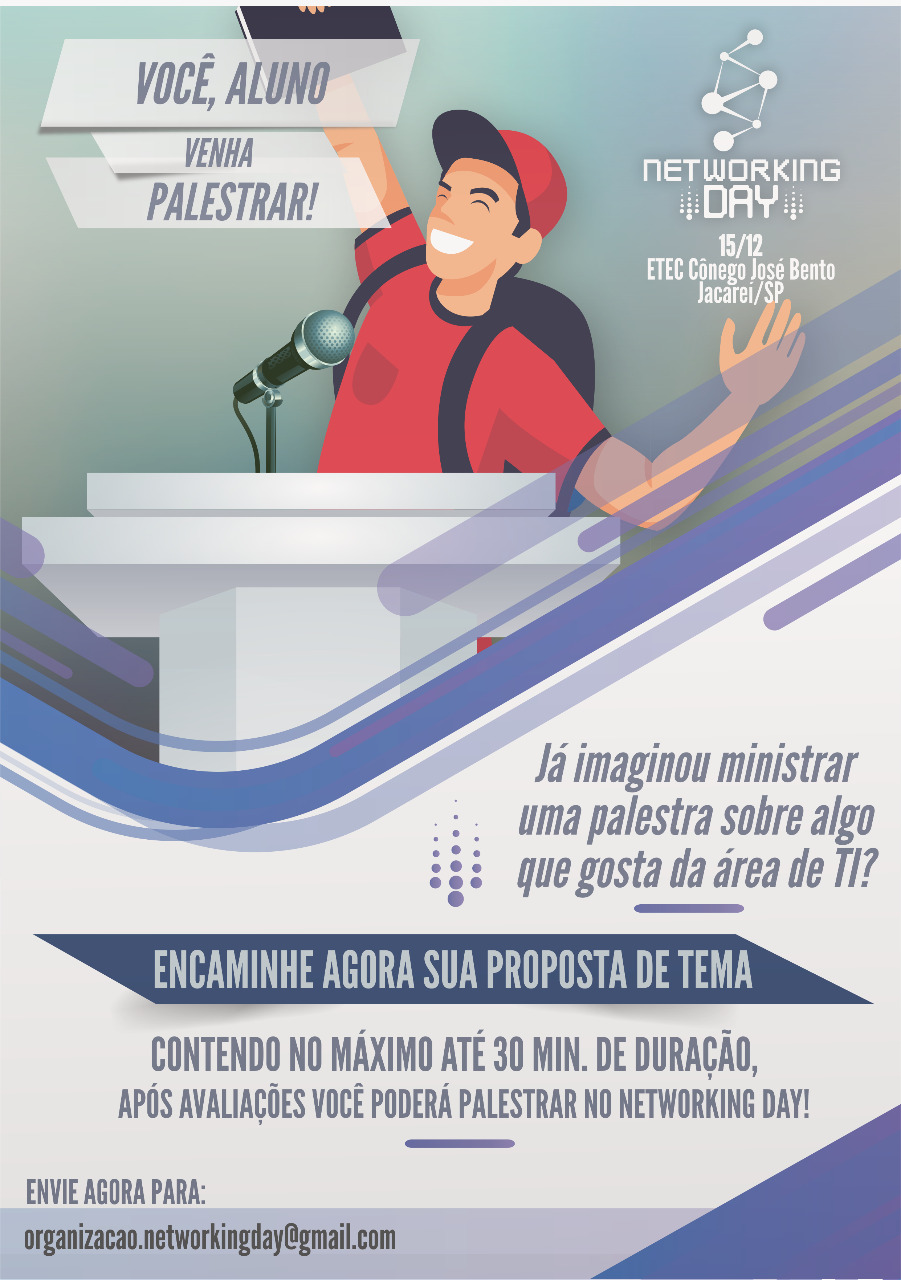 VOCÊ, ALUNO
VENHA
PALESTRAR!
NETWORKING
DAY
15/12
ETEC Cônego José Bento
Jacareí/SP
Já imaginou ministrar
uma palestra sobre algo
que gosta da área de TI?
ENCAMINHE AGORA SUA PROPOSTA DE TEMA
CONTENDO NO MÁXIMO ATÉ 30 MIN. DE DURAÇÃO,
APÓS AVALIAÇÕES VOCÊ PODERÁ PALESTRAR NO NETWORKING DAY!
ENVIE AGORA PARA:
organizacao.networkingday@gmail.com